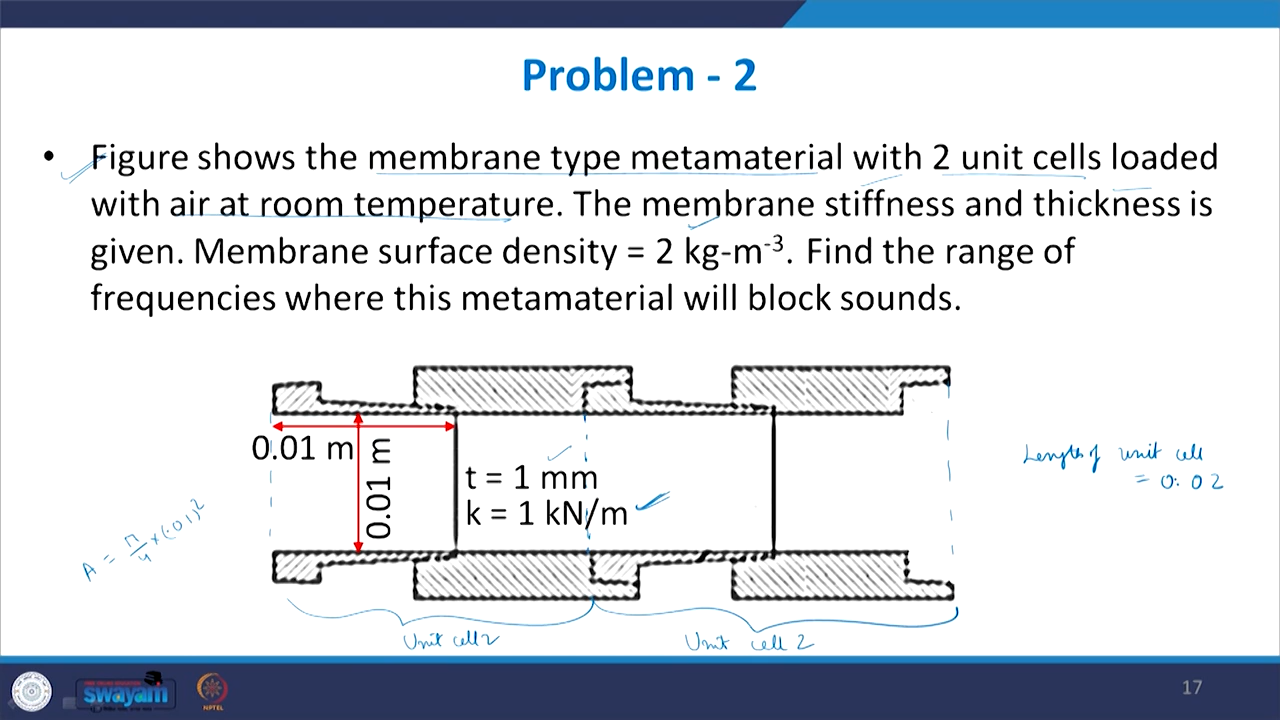 Problem - 2
• Figure shows the membrane type metamaterial with 2 unit cells loaded
with air at room temperature. The membrane stiffness and thickness is
given. Membrane surface density = 2 kg-m⁻³. Find the range of
frequencies where this metamaterial will block sounds.
0.01 m
0.01 m
t = 1 mm
k = 1 kN/m
Length of unit cell
= 0.02
A = π/4 × (.01)²
Unit cell 2
Unit cell 2
swayam
NPTEL
17